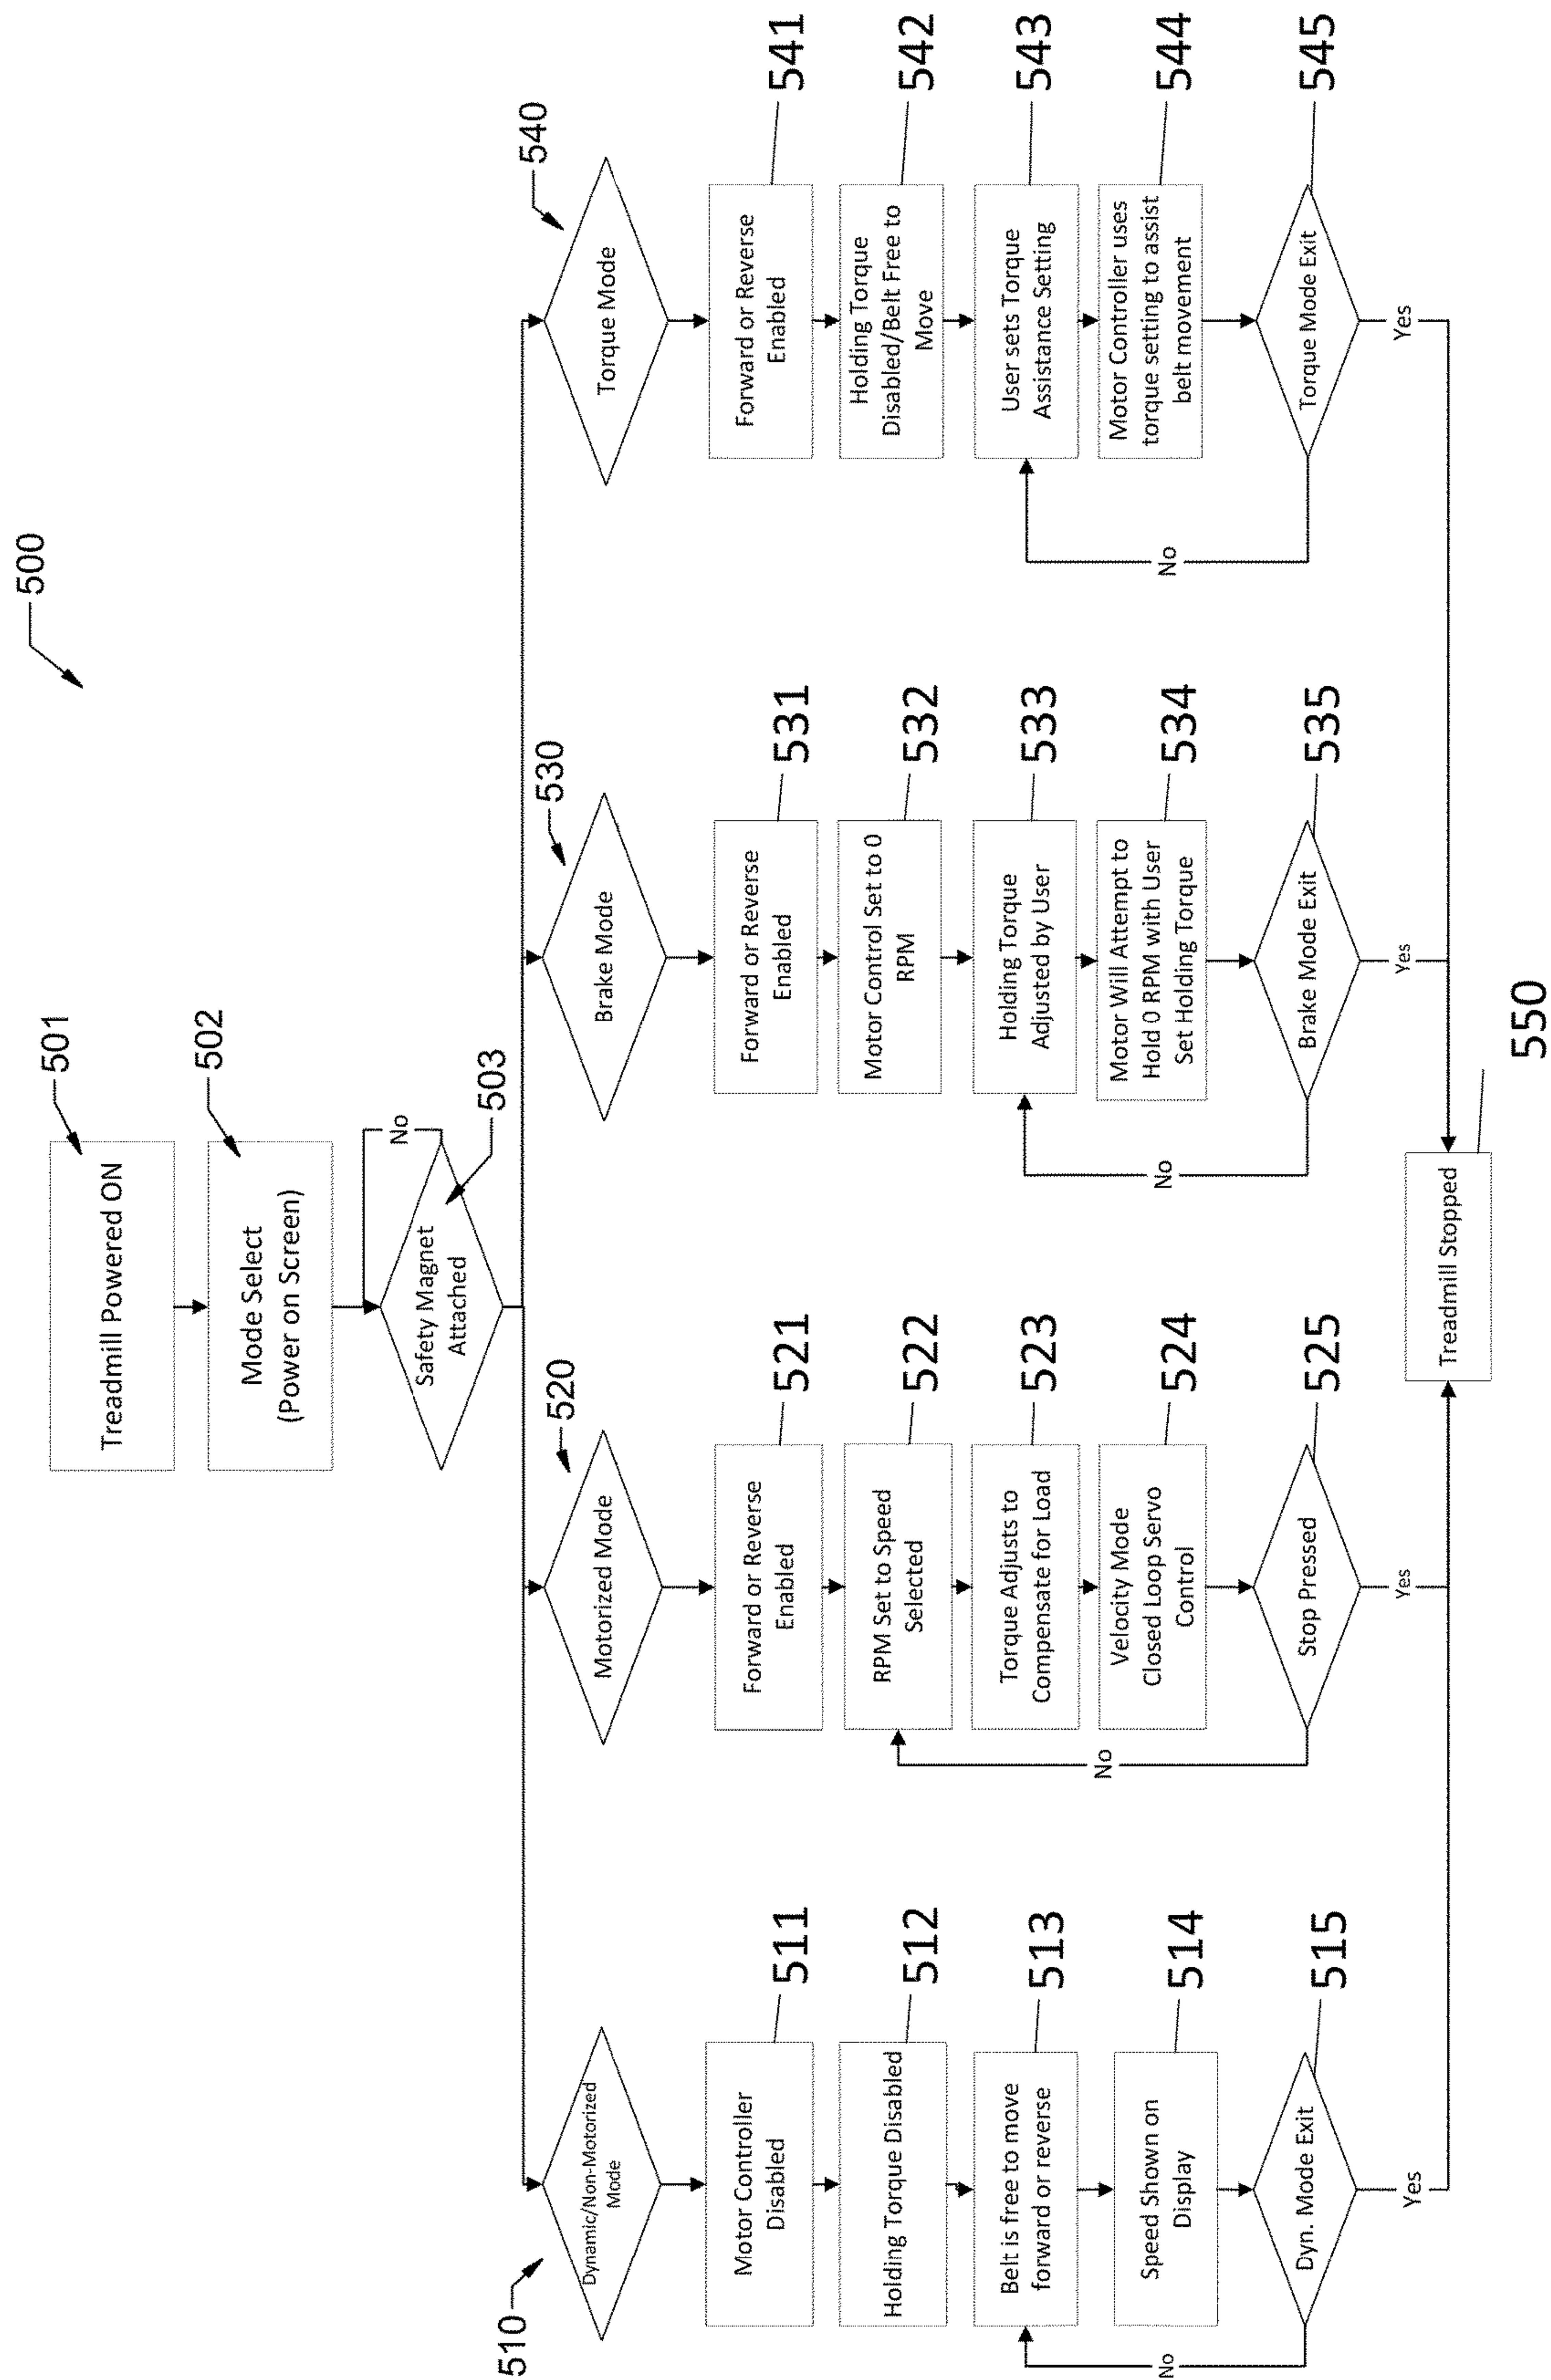 500
Treadmill Powered ON
501
Mode Select
(Power on Screen)
502
Safety Magnet
Attached
503
No
510
Dynamic/Non-Motorized
Mode
Motor Controller
Disabled
511
Holding Torque Disabled
512
Belt is free to move
forward or reverse
513
Speed Shown on
Display
514
Dyn. Mode Exit
515
No
Yes
520
Motorized Mode
Forward or Reverse
Enabled
521
RPM Set to Speed
Selected
522
Torque Adjusts to
Compensate for Load
523
Velocity Mode
Closed Loop Servo
Control
524
Stop Pressed
525
No
Yes
530
Brake Mode
Forward or Reverse
Enabled
531
Motor Control Set to 0
RPM
532
Holding Torque
Adjusted by User
533
Motor Will Attempt to
Hold 0 RPM with User
Set Holding Torque
534
Brake Mode Exit
535
No
Yes
540
Torque Mode
Forward or Reverse
Enabled
541
Holding Torque
Disabled/Belt Free to
Move
542
User sets Torque
Assistance Setting
543
Motor Controller uses
torque setting to assist
belt movement
544
Torque Mode Exit
545
No
Yes
Treadmill Stopped
550